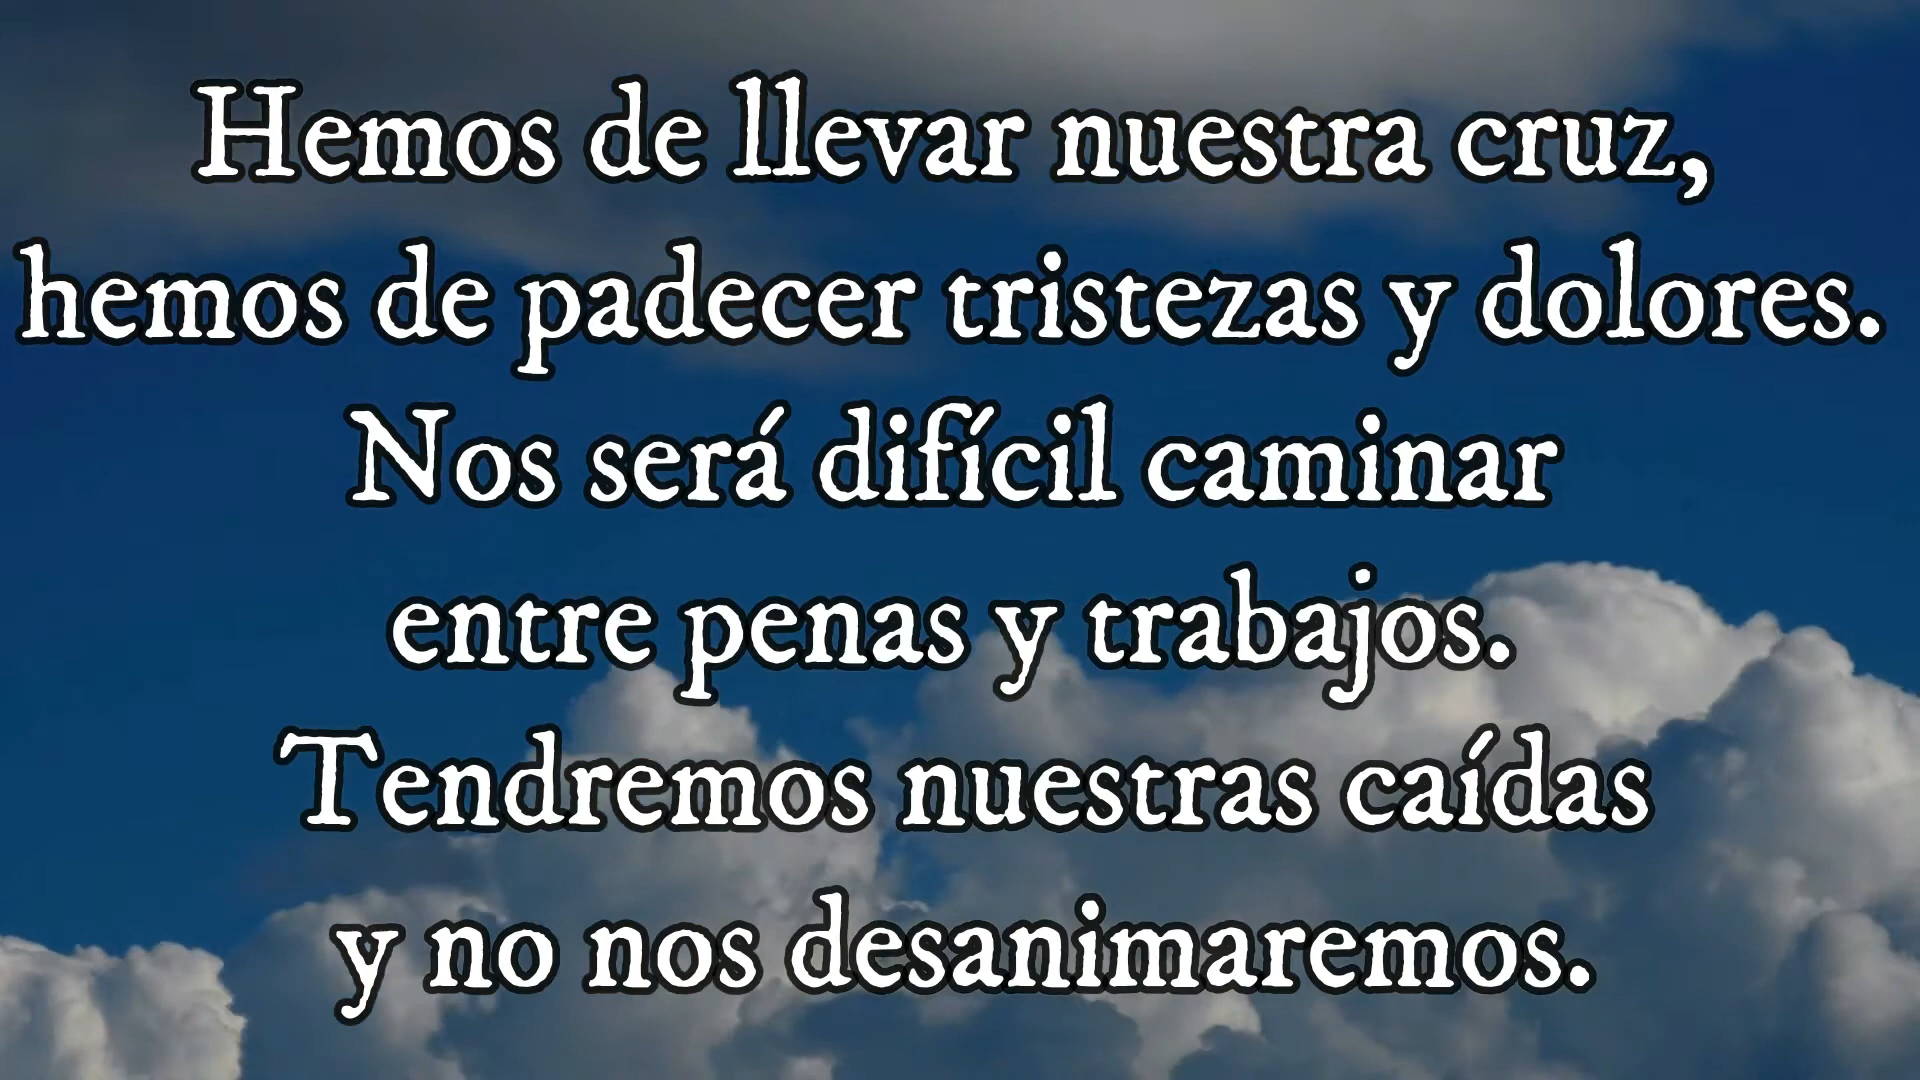 Hemos de llevar nuestra cruz,
hemos de padecer tristezas y dolores.
Nos será difícil caminar
entre penas y trabajos.
Tendremos nuestras caídas
y no nos desanimaremos.